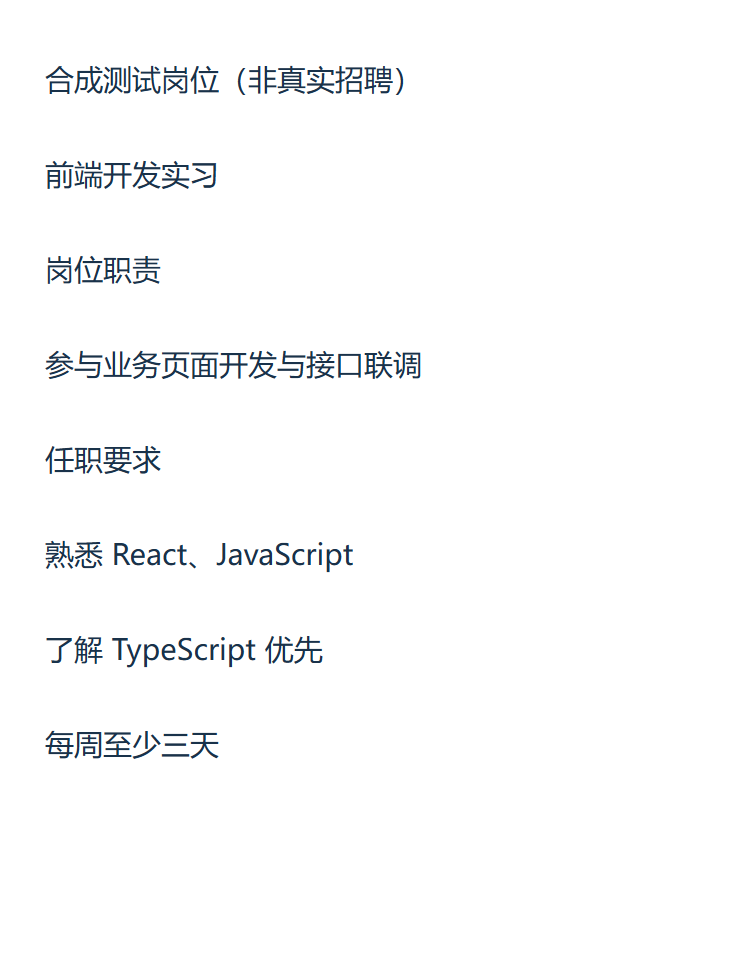 合成测试岗位（非真实招聘）
前端开发实习
岗位职责
参与业务页面开发与接口联调
任职要求
熟悉 React、JavaScript
了解 TypeScript 优先
每周至少三天